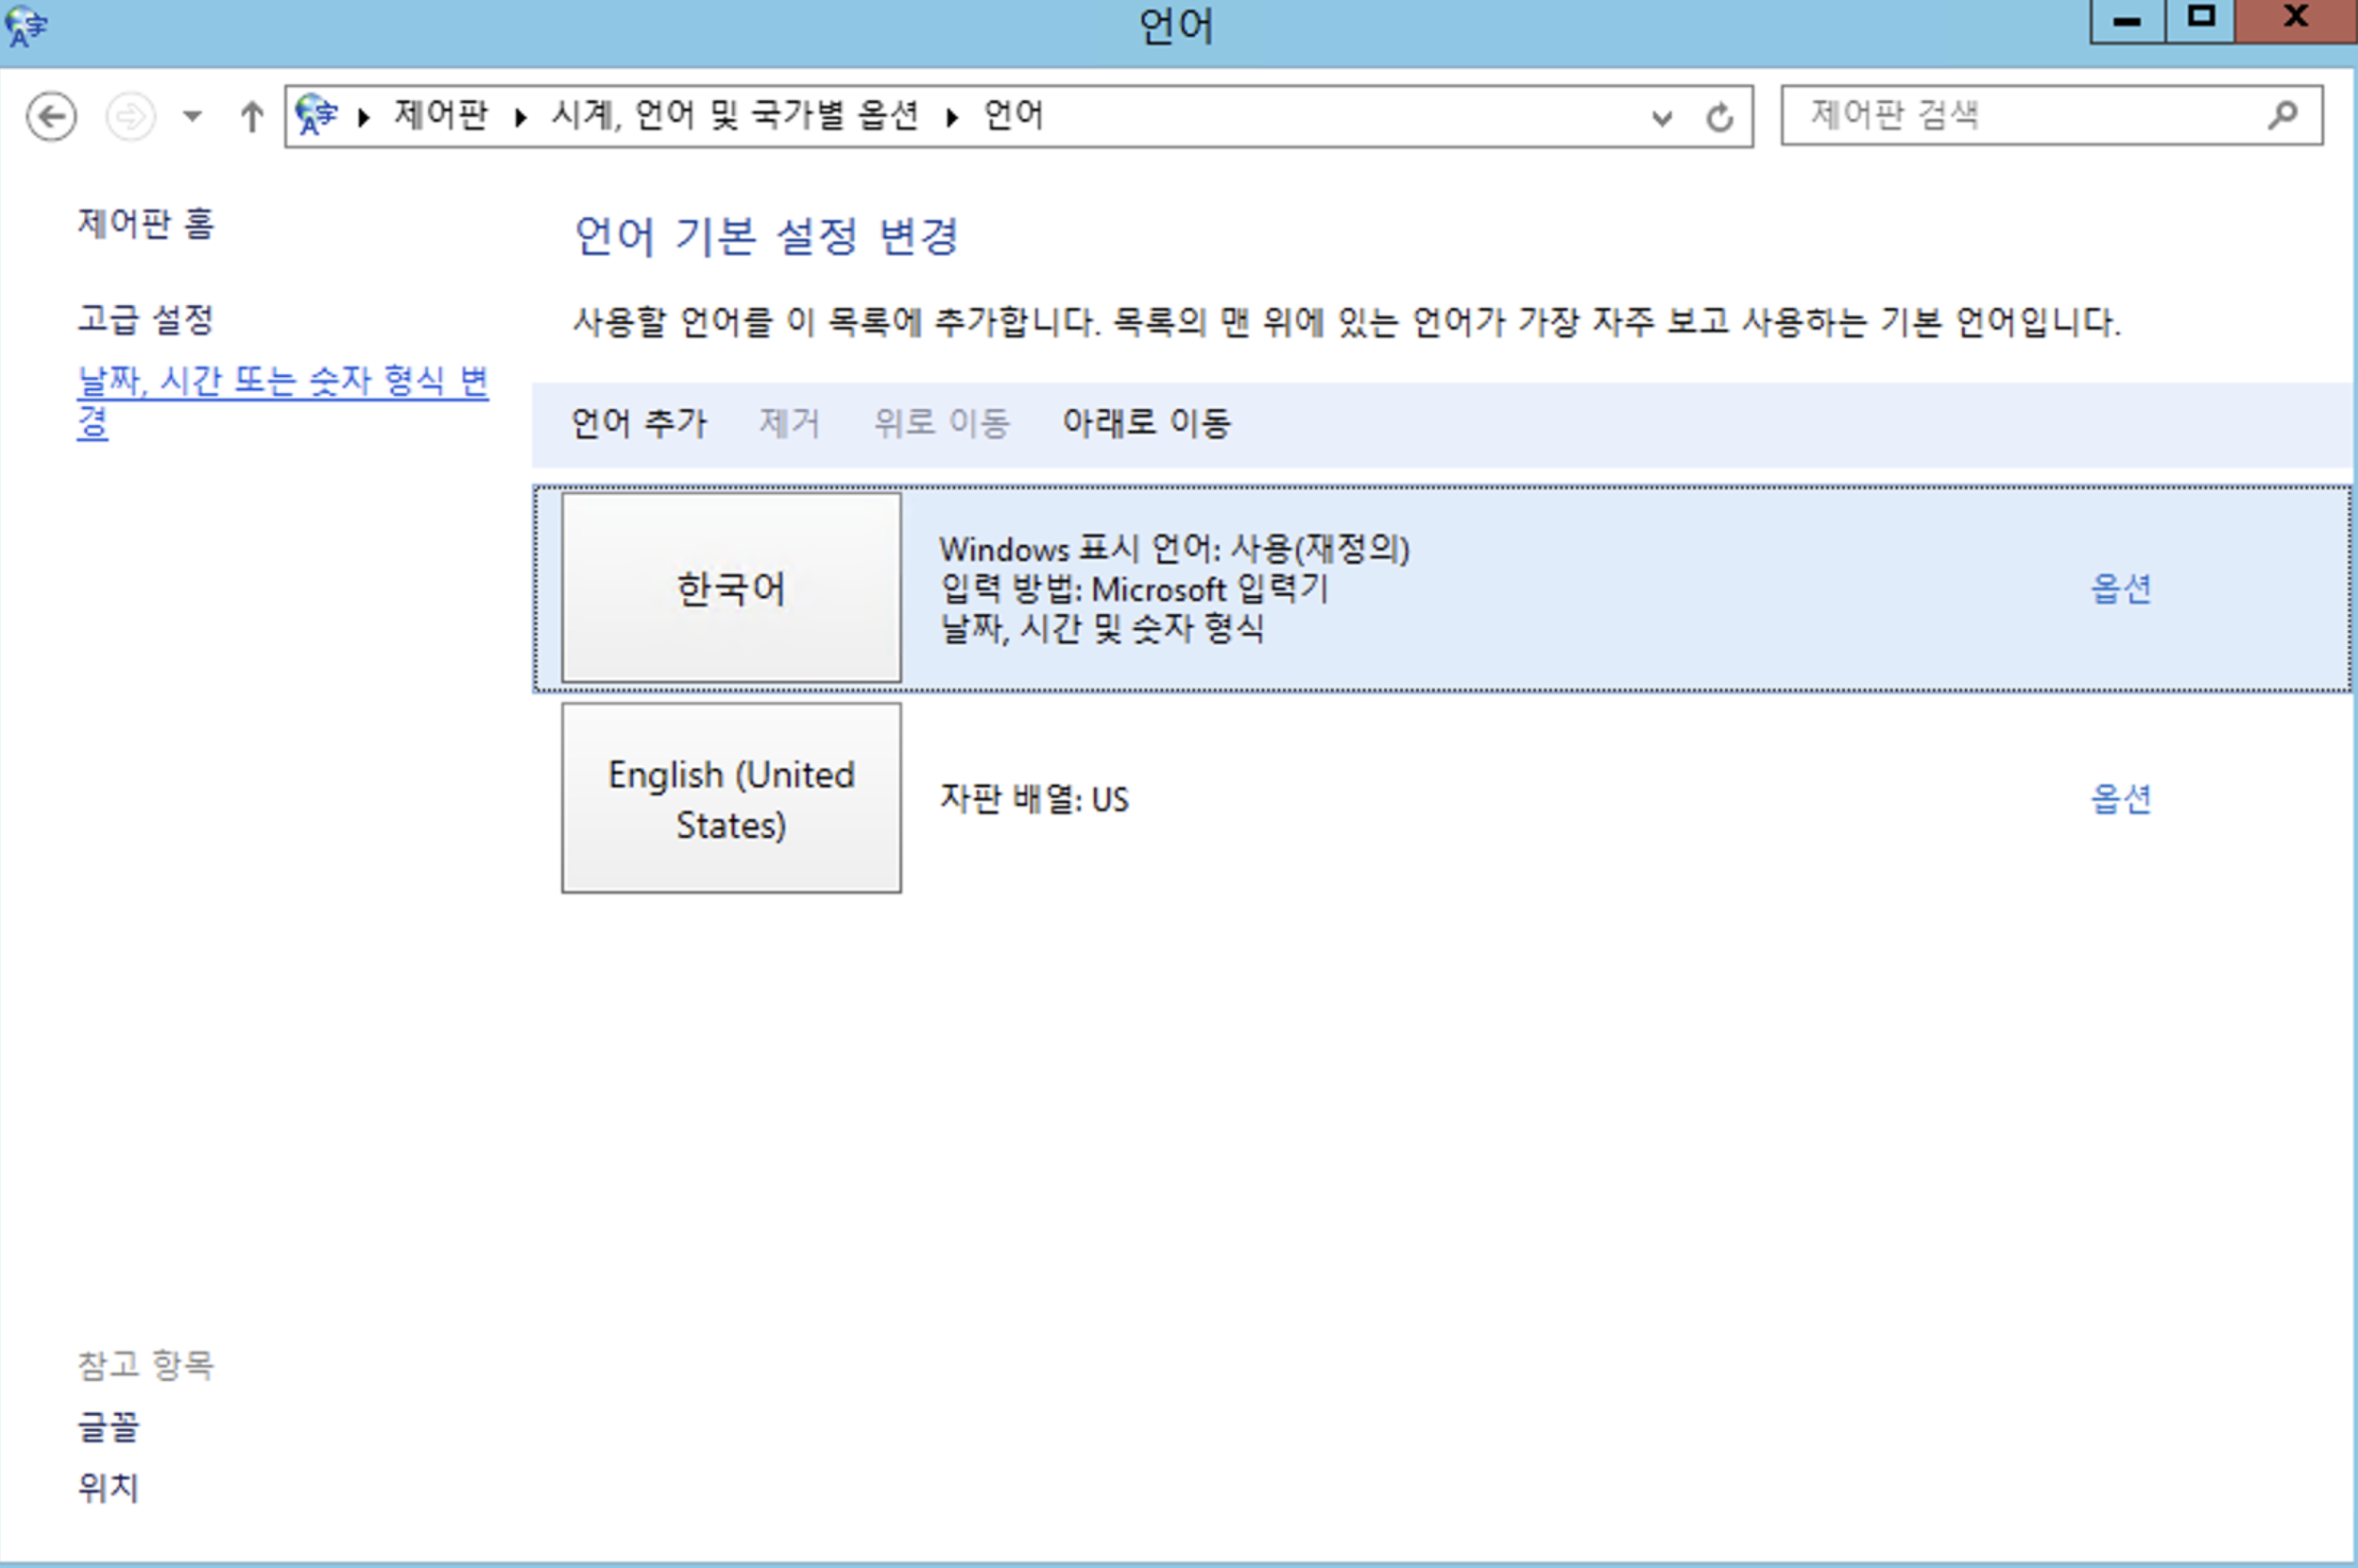 언어
제어판 ▸ 시계, 언어 및 국가별 옵션 ▸ 언어
제어판 검색
제어판 홈
고급 설정
날짜, 시간 또는 숫자 형식 변
경
언어 기본 설정 변경
사용할 언어를 이 목록에 추가합니다. 목록의 맨 위에 있는 언어가 가장 자주 보고 사용하는 기본 언어입니다.
언어 추가 제거 위로 이동 아래로 이동
한국어
Windows 표시 언어: 사용(재정의)
입력 방법: Microsoft 입력기
날짜, 시간 및 숫자 형식
옵션
English (United
States)
자판 배열: US
옵션
참고 항목
글꼴
위치